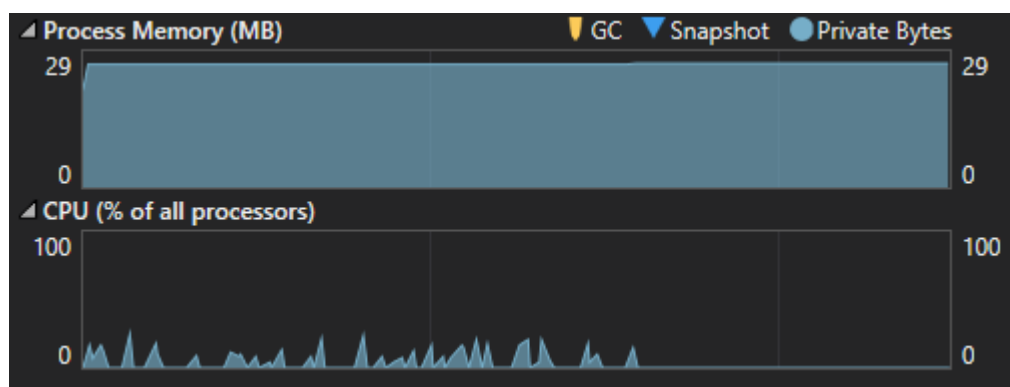 Process Memory (MB) GC Snapshot Private Bytes
29 29
0 0
CPU (% of all processors)
100 100
0 0